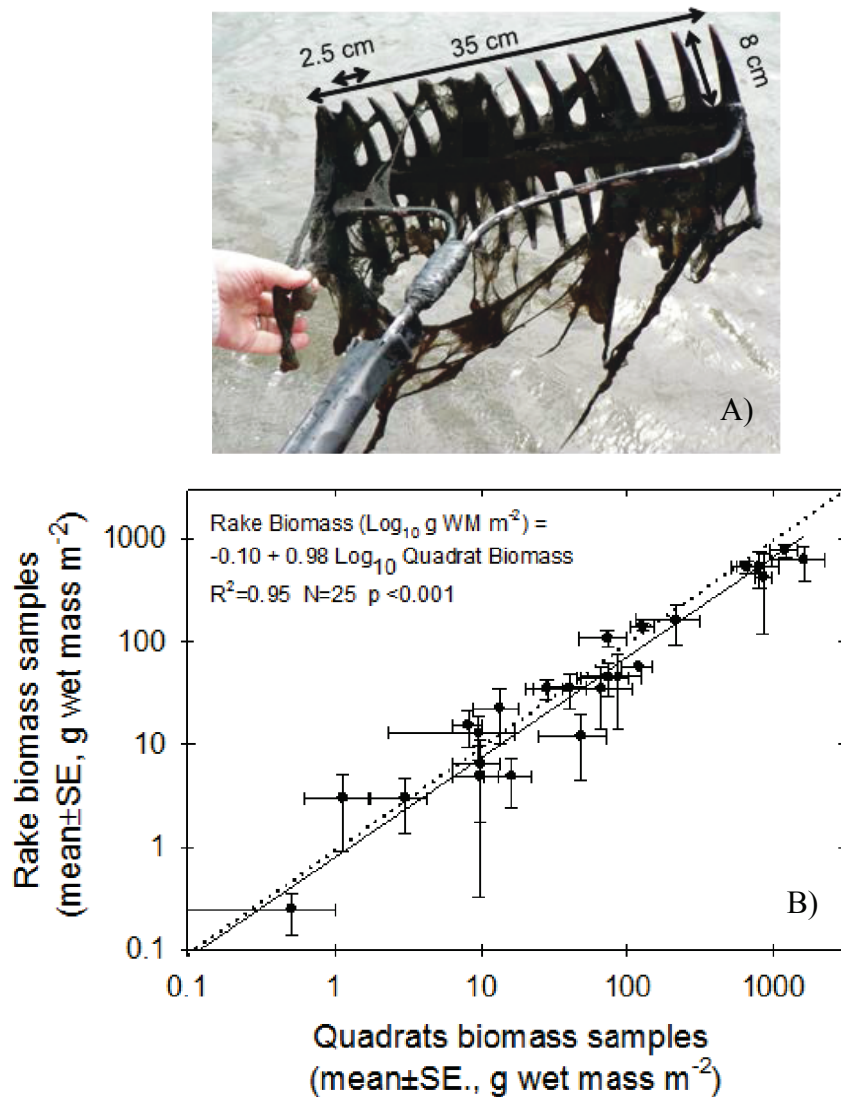 2.5 cm
35 cm
8 cm
A)
Rake Biomass (Log10 g WM m-2) =
-0.10 + 0.98 Log10 Quadrat Biomass
R2=0.95 N=25 p <0.001
Rake biomass samples
(mean±SE, g wet mass m-2)
1000
100
10
1
0.1
B)
0.1 1 10 100 1000
Quadrats biomass samples
(mean±SE., g wet mass m-2)